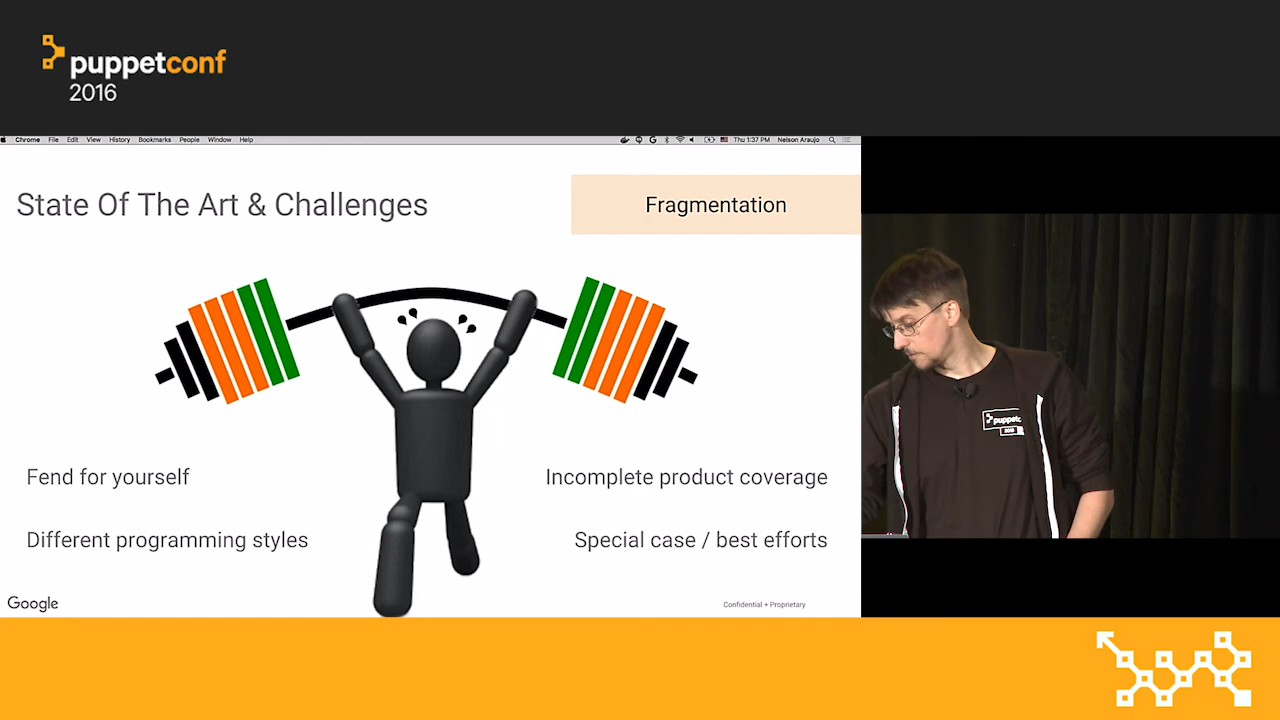 puppetconf
2016
Chrome File Edit View History Bookmarks People Window Help
Thu 1:37 PM Nelson Araujo
State Of The Art & Challenges
Fragmentation
Fend for yourself
Incomplete product coverage
Different programming styles
Special case / best efforts
Google
Confidential + Proprietary
puppetc
2016